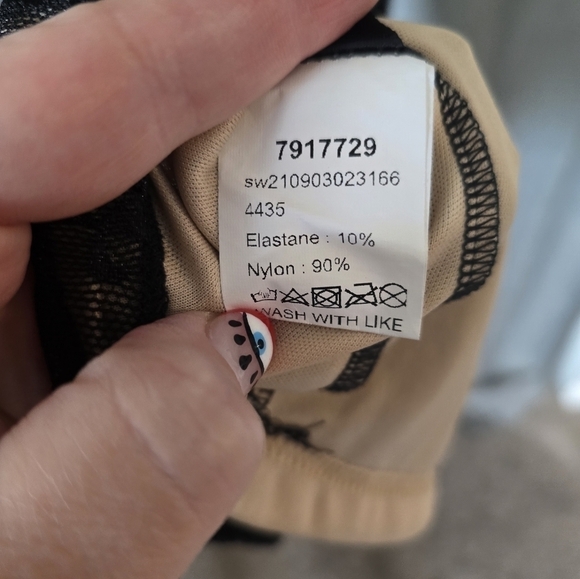 7917729
sw210903023166
4435
Elastane : 10%
Nylon : 90%
WASH WITH LIKE